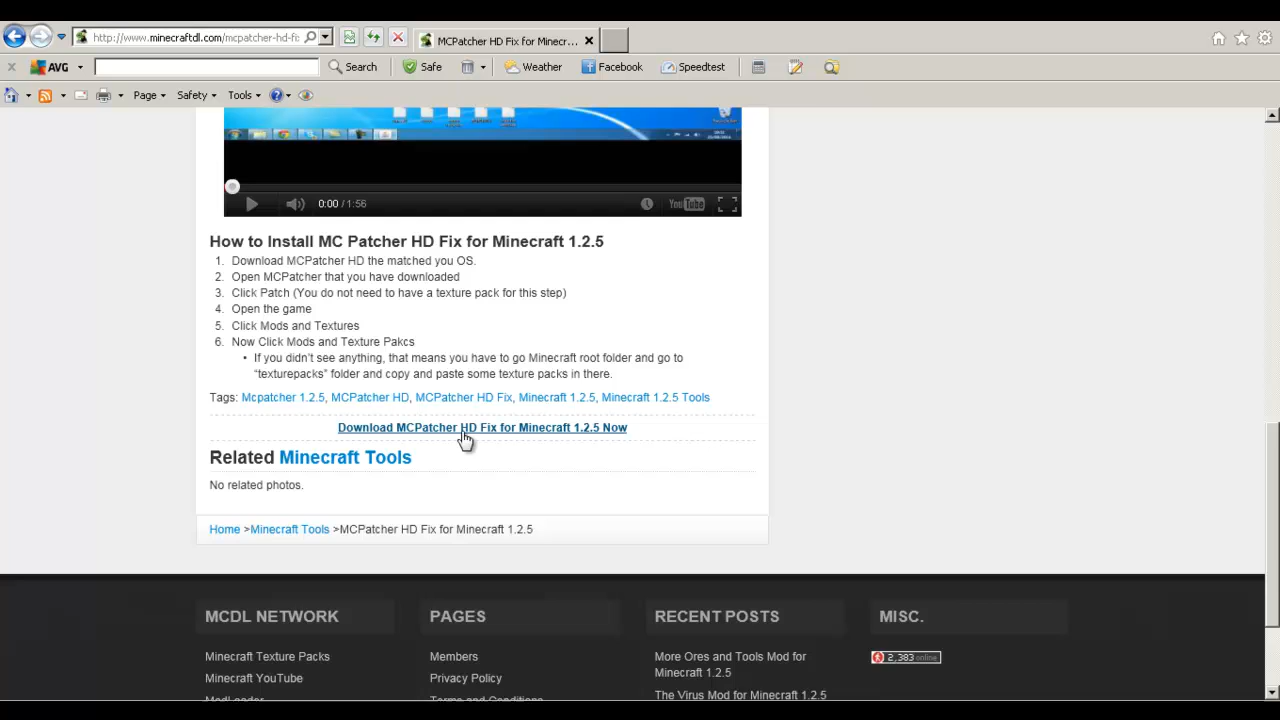 http://www.minecraftdl.com/mcpatcher-hd-fi
MCPatcher HD Fix for Minecr...
AVG
Search
Safe
Weather
Facebook
Speedtest
Page
Safety
Tools
0:00 / 1:56
YouTube
How to Install MC Patcher HD Fix for Minecraft 1.2.5
1. Download MCPatcher HD the matched you OS.
2. Open MCPatcher that you have downloaded
3. Click Patch (You do not need to have a texture pack for this step)
4. Open the game
5. Click Mods and Textures
6. Now Click Mods and Texture Pakcs
• If you didn't see anything, that means you have to go Minecraft root folder and go to
"texturepacks" folder and copy and paste some texture packs in there.
Tags: Mcpatcher 1.2.5, MCPatcher HD, MCPatcher HD Fix, Minecraft 1.2.5, Minecraft 1.2.5 Tools
Download MCPatcher HD Fix for Minecraft 1.2.5 Now
Related Minecraft Tools
No related photos.
Home >Minecraft Tools >MCPatcher HD Fix for Minecraft 1.2.5
MCDL NETWORK
PAGES
RECENT POSTS
MISC.
Minecraft Texture Packs
Members
More Ores and Tools Mod for
Minecraft 1.2.5
2,383 online
Minecraft YouTube
Privacy Policy
The Virus Mod for Minecraft 1.2.5
ModLoader
Terms and Conditions